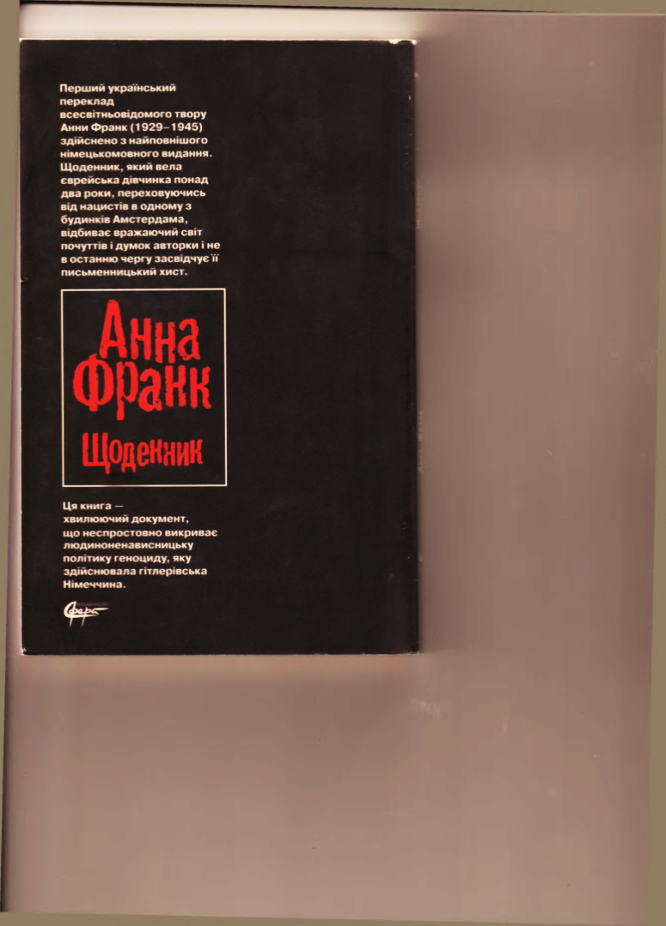 Перший український
переклад
всесвітньовідомого твору
Анни Франк (1929–1945)
здійснено з найповнішого
німецькомовного видання.
Щоденник, який вела
єврейська дівчинка понад
два роки, переховуючись
від нацистів в одному з
будинків Амстердама,
відбиває вражаючий світ
почуттів і думок авторки і не
в останню чергу засвідчує її
письменницький хист.
Анна
Франк
Щоденник
Ця книга —
хвилюючий документ,
що неспростовно викриває
людиноненависницьку
політику геноциду, яку
здійснювала гітлерівська
Німеччина.
Сфера